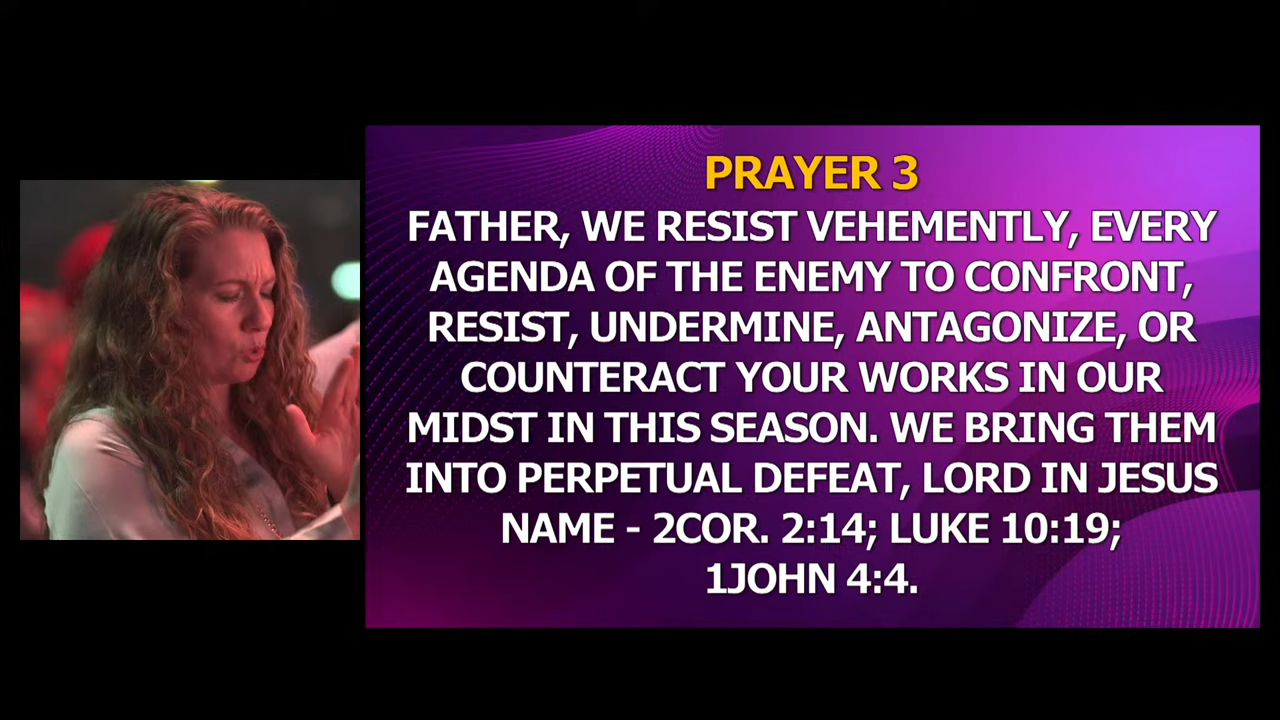 PRAYER 3
FATHER, WE RESIST VEHEMENTLY, EVERY
AGENDA OF THE ENEMY TO CONFRONT,
RESIST, UNDERMINE, ANTAGONIZE, OR
COUNTERACT YOUR WORKS IN OUR
MIDST IN THIS SEASON. WE BRING THEM
INTO PERPETUAL DEFEAT, LORD IN JESUS
NAME - 2COR. 2:14; LUKE 10:19;
1JOHN 4:4.